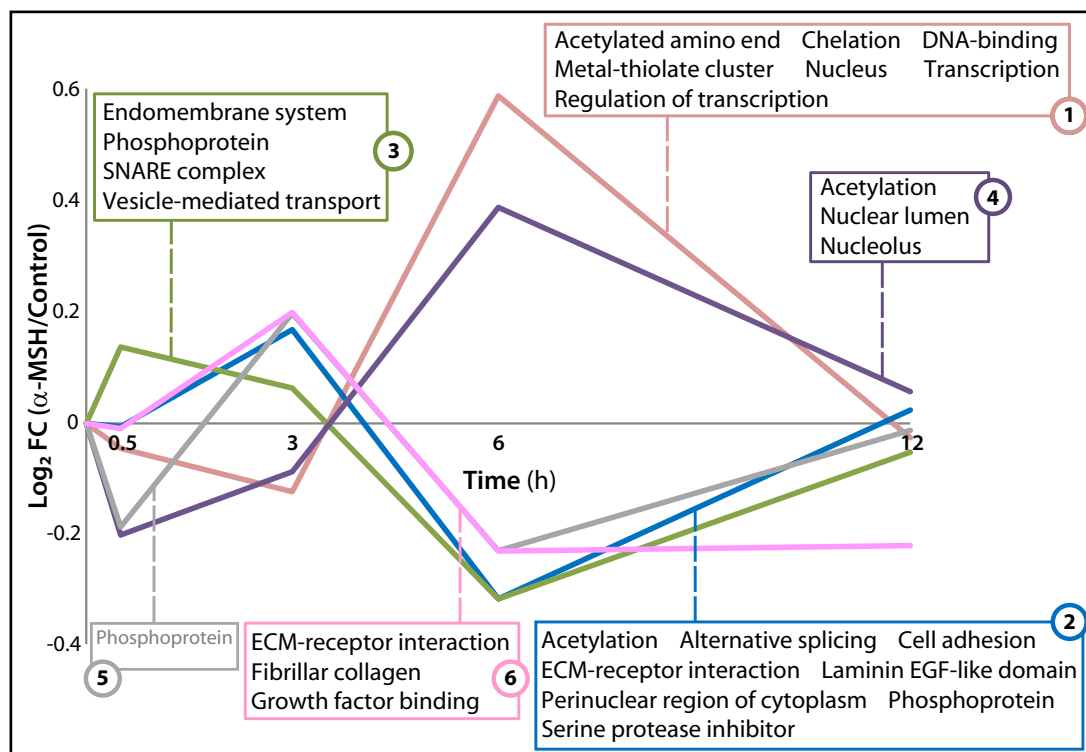 Acetylated amino end Chelation DNA-binding
Metal-thiolate cluster Nucleus Transcription
Regulation of transcription
1
Endomembrane system
Phosphoprotein
SNARE complex
Vesicle-mediated transport
3
Acetylation
Nuclear lumen
Nucleolus
4
Log2 FC (α-MSH/Control)
0.6
0.4
0.2
0
-0.2
-0.4
0.5
3
6
12
Time (h)
Phosphoprotein
5
ECM-receptor interaction
Fibrillar collagen
Growth factor binding
6
Acetylation Alternative splicing Cell adhesion
ECM-receptor interaction Laminin EGF-like domain
Perinuclear region of cytoplasm Phosphoprotein
Serine protease inhibitor
2